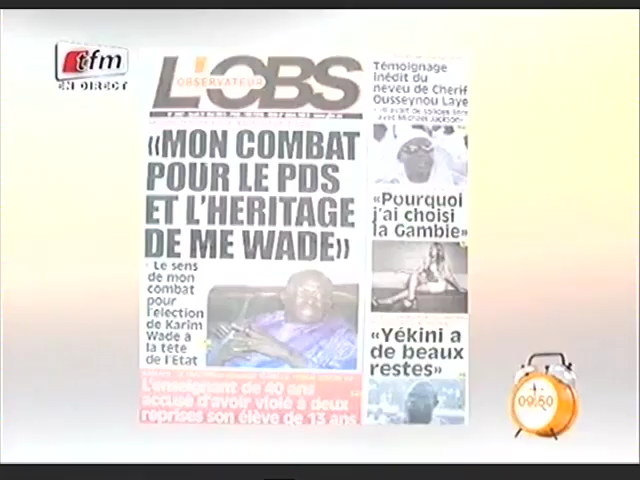 tfm
EN DIRECT
L'OBS
OBSERVATEUR
«MON COMBAT
POUR LE PDS
ET L'HERITAGE
DE ME WADE»
- Le sens
de mon
combat
pour
l'élection
de Karim
Wade à
la tête
de l'Etat
L'enseignant de 40 ans
accusé d'avoir violé à deux
reprises son élève de 13 ans
Témoignage
inédit du
neveu de Cherif
Ousseynou Laye
avec Michael Jackson»
«Pourquoi
j'ai choisi
la Gambie»
«Yékini a
de beaux
restes»
09:50